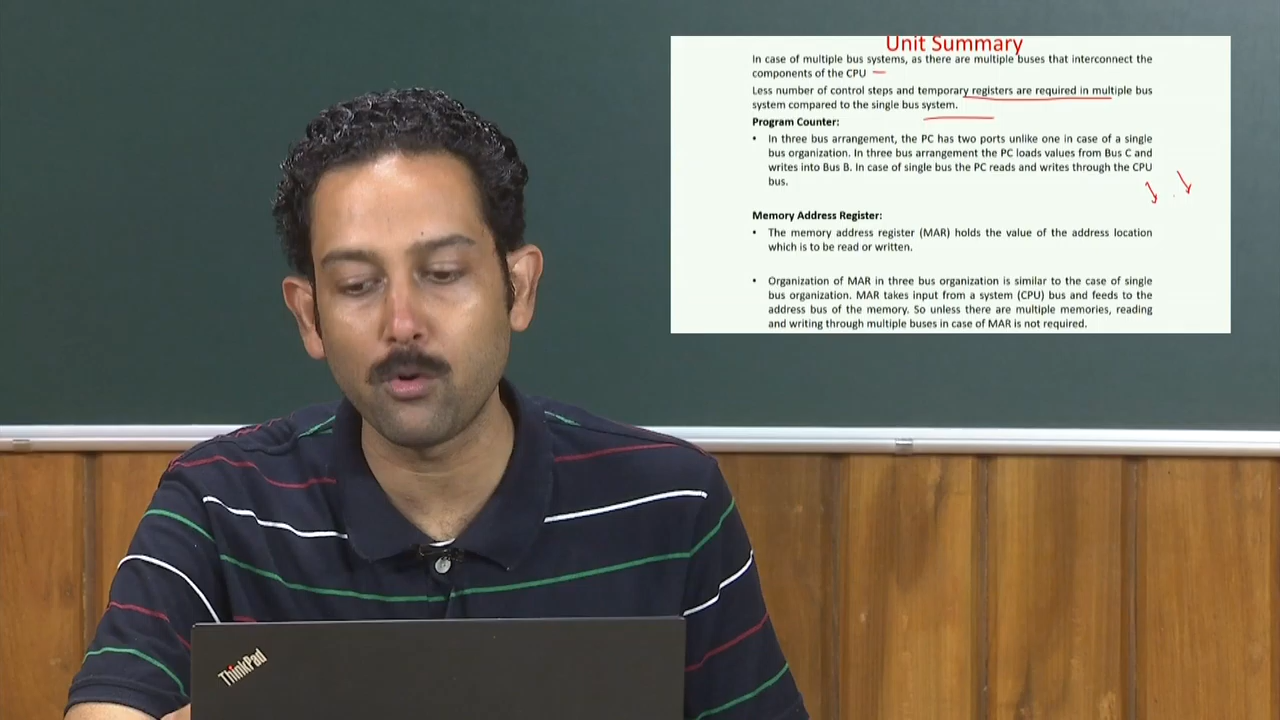 Unit Summary
In case of multiple bus systems, as there are multiple buses that interconnect the
components of the CPU
Less number of control steps and temporary registers are required in multiple bus
system compared to the single bus system.
Program Counter:
• In three bus arrangement, the PC has two ports unlike one in case of a single
bus organization. In three bus arrangement the PC loads values from Bus C and
writes into Bus B. In case of single bus the PC reads and writes through the CPU
bus.
Memory Address Register:
• The memory address register (MAR) holds the value of the address location
which is to be read or written.
• Organization of MAR in three bus organization is similar to the case of single
bus organization. MAR takes input from a system (CPU) bus and feeds to the
address bus of the memory. So unless there are multiple memories, reading
and writing through multiple buses in case of MAR is not required.
ThinkPad